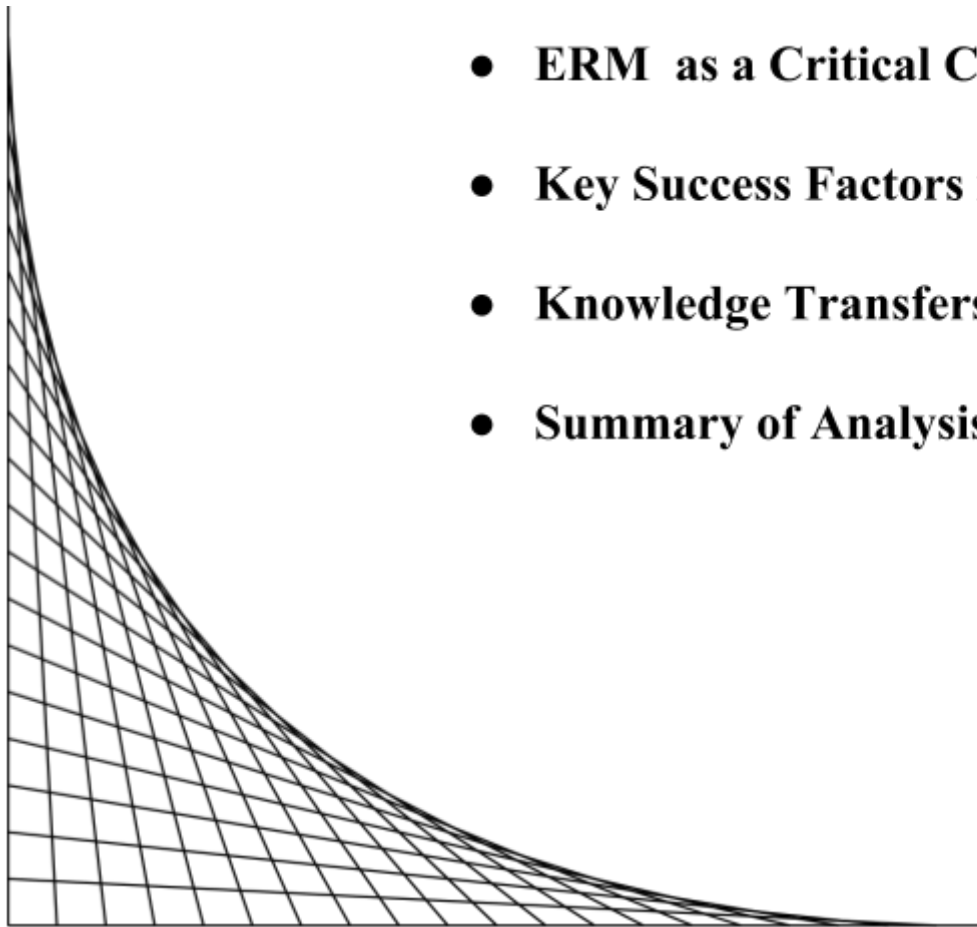 ● ERM as a Critical C
● Key Success Factors
● Knowledge Transfers
● Summary of Analysis